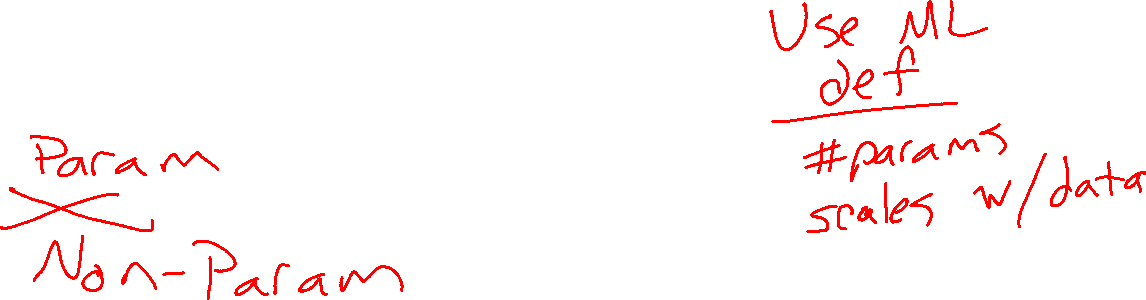 Use ML
def
#params
scales w/data
Param
Non-Param